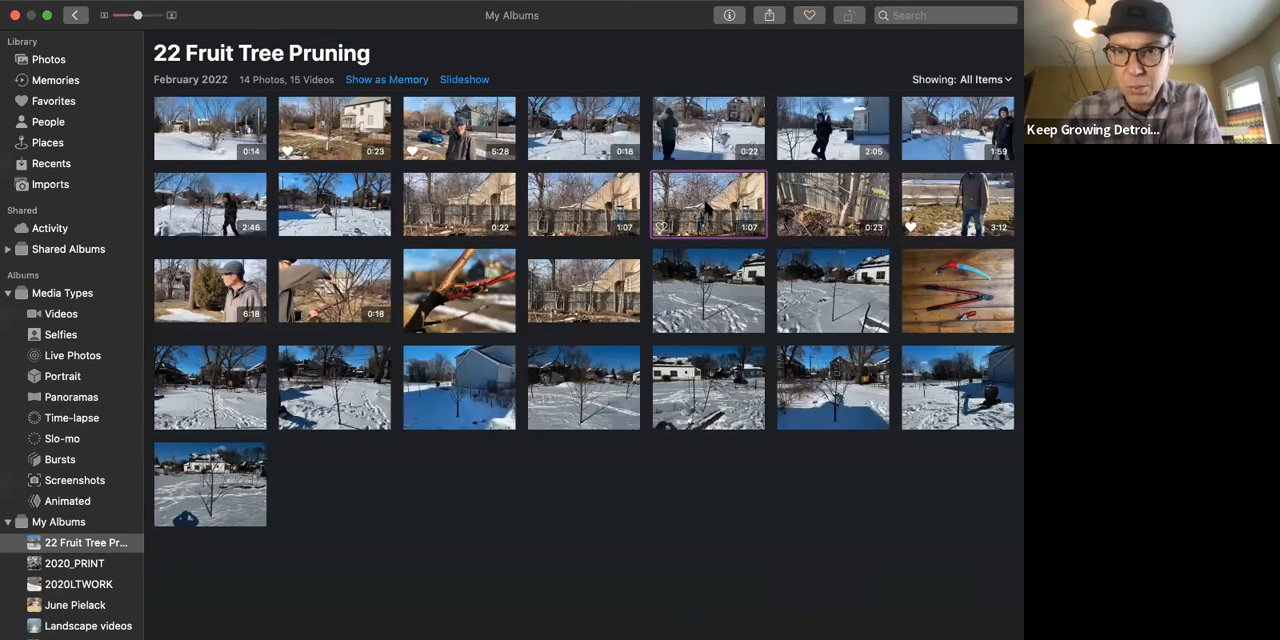 My Albums
Search
Library
Photos
Memories
Favorites
People
Places
Recents
Imports
Shared
Activity
Shared Albums
Albums
Media Types
Videos
Selfies
Live Photos
Portrait
Panoramas
Time-lapse
Slo-mo
Bursts
Screenshots
Animated
My Albums
22 Fruit Tree Pr...
2020_PRINT
2020LTWORK
June Pielack
Landscape videos
22 Fruit Tree Pruning
February 2022 14 Photos, 15 Videos Show as Memory Slideshow
Showing: All Items
0:14
0:23
5:28
0:18
0:22
2:05
1:59
2:46
0:22
1:07
1:07
0:23
3:12
6:18
0:18
Keep Growing Detroi...